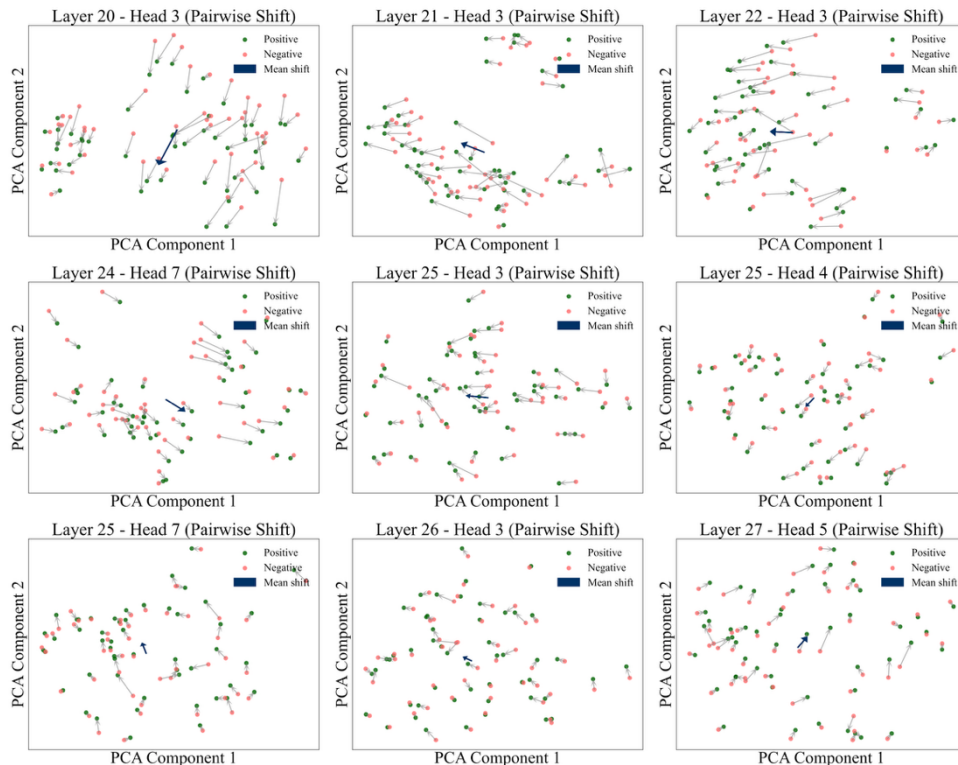 Layer 20 - Head 3 (Pairwise Shift)
Positive
Negative
Mean shift
PCA Component 2
PCA Component 1
Layer 21 - Head 3 (Pairwise Shift)
Positive
Negative
Mean shift
PCA Component 2
PCA Component 1
Layer 22 - Head 3 (Pairwise Shift)
Positive
Negative
Mean shift
PCA Component 2
PCA Component 1
Layer 24 - Head 7 (Pairwise Shift)
Positive
Negative
Mean shift
PCA Component 2
PCA Component 1
Layer 25 - Head 3 (Pairwise Shift)
Positive
Negative
Mean shift
PCA Component 2
PCA Component 1
Layer 25 - Head 4 (Pairwise Shift)
Positive
Negative
Mean shift
PCA Component 2
PCA Component 1
Layer 25 - Head 7 (Pairwise Shift)
Positive
Negative
Mean shift
PCA Component 2
PCA Component 1
Layer 26 - Head 3 (Pairwise Shift)
Positive
Negative
Mean shift
PCA Component 2
PCA Component 1
Layer 27 - Head 5 (Pairwise Shift)
Positive
Negative
Mean shift
PCA Component 2
PCA Component 1